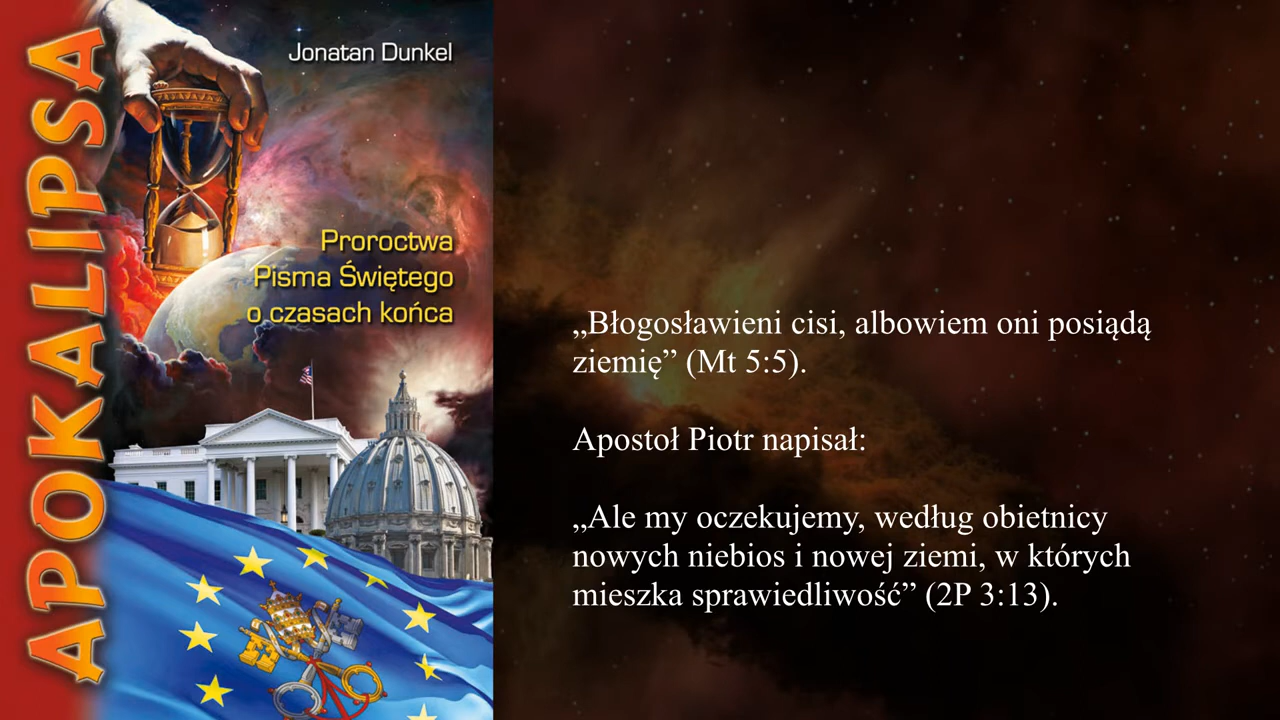 APOKALIPSA
Jonatan Dunkel
Proroctwa
Pisma Świętego
o czasach końca
„Błogosławieni cisi, albowiem oni posiądą
ziemię” (Mt 5:5).
Apostoł Piotr napisał:
„Ale my oczekujemy, według obietnicy
nowych niebios i nowej ziemi, w których
mieszka sprawiedliwość” (2P 3:13).